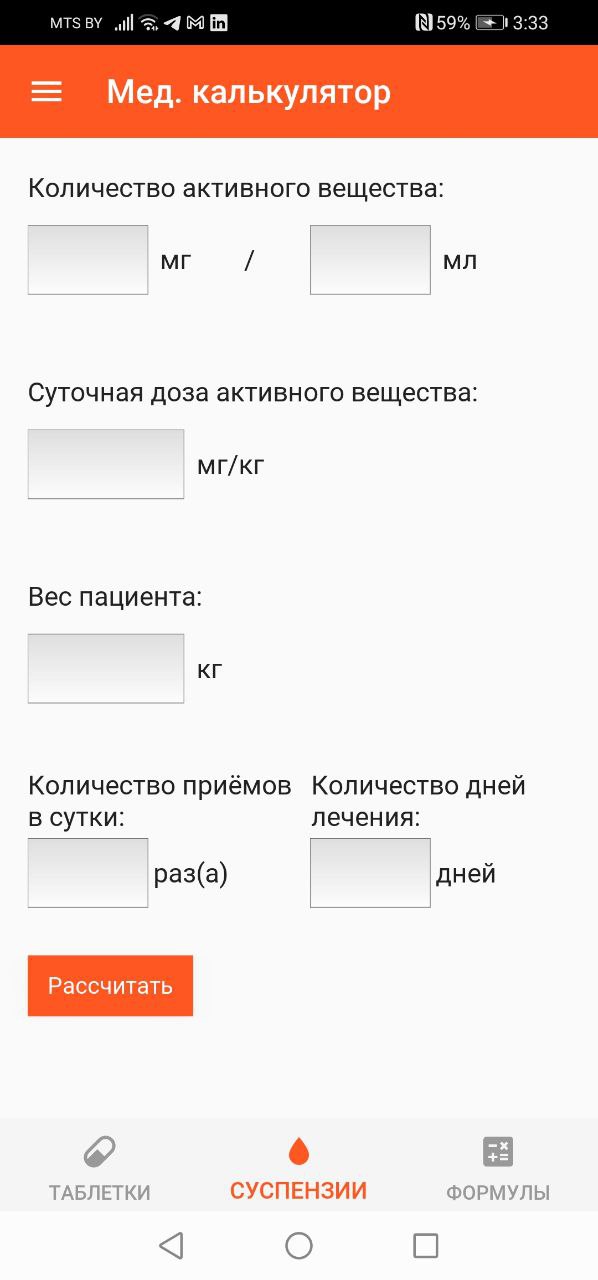 MTS BY 59% 3:33
Мед. калькулятор
Количество активного вещества:
мг / мл
Суточная доза активного вещества:
мг/кг
Вес пациента:
кг
Количество приёмов
в сутки:
раз(а)
Количество дней
лечения:
дней
Рассчитать
ТАБЛЕТКИ СУСПЕНЗИИ ФОРМУЛЫ